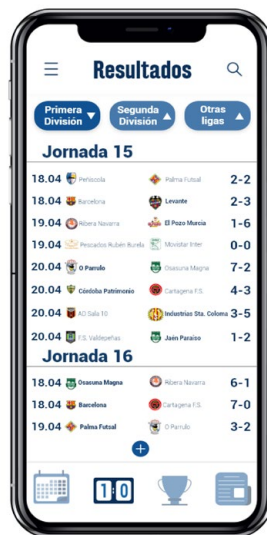 Resultados
Primera División
Segunda División
Otras ligas
Jornada 15
18.04 Peñíscola Palma Futsal 2-2
18.04 Barcelona Levante 2-3
19.04 Ribera Navarra El Pozo Murcia 1-6
19.04 Pescados Rubén Burela Movistar Inter 0-0
20.04 O Parrulo Osasuna Magna 7-2
20.04 Córdoba Patrimonio Cartagena F.S. 4-3
20.04 AD Sala 10 Industrias Sta. Coloma 3-5
20.04 F.S. Valdepeñas Jaén Paraíso 1-2
Jornada 16
18.04 Osasuna Magna Ribera Navarra 6-1
18.04 Barcelona Cartagena F.S. 7-0
19.04 Palma Futsal O Parrulo 3-2
1:0